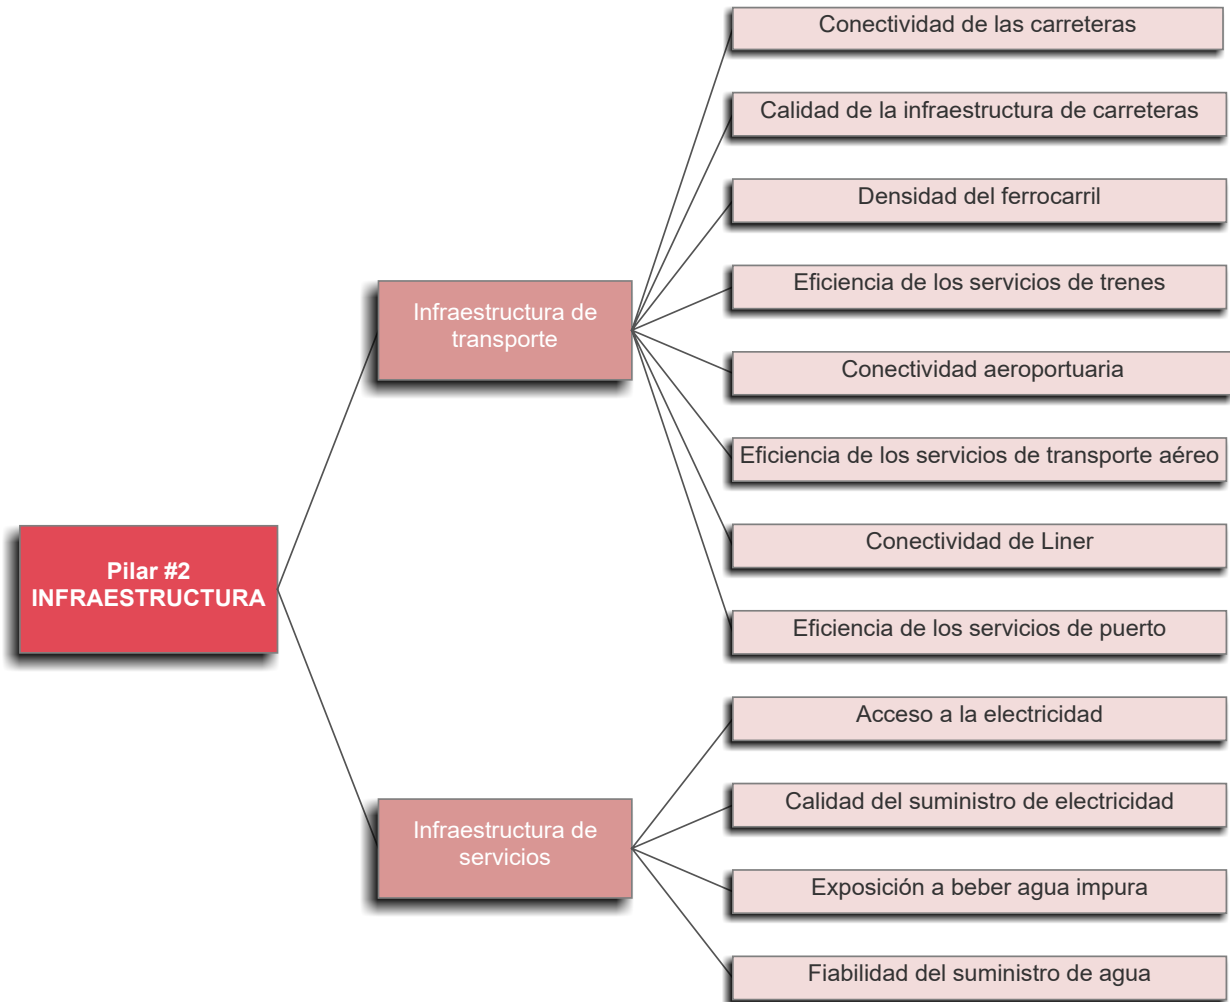 Pilar #2
INFRAESTRUCTURA
Infraestructura de
transporte
Conectividad de las carreteras
Calidad de la infraestructura de carreteras
Densidad del ferrocarril
Eficiencia de los servicios de trenes
Conectividad aeroportuaria
Eficiencia de los servicios de transporte aéreo
Conectividad de Liner
Eficiencia de los servicios de puerto
Infraestructura de
servicios
Acceso a la electricidad
Calidad del suministro de electricidad
Exposición a beber agua impura
Fiabilidad del suministro de agua